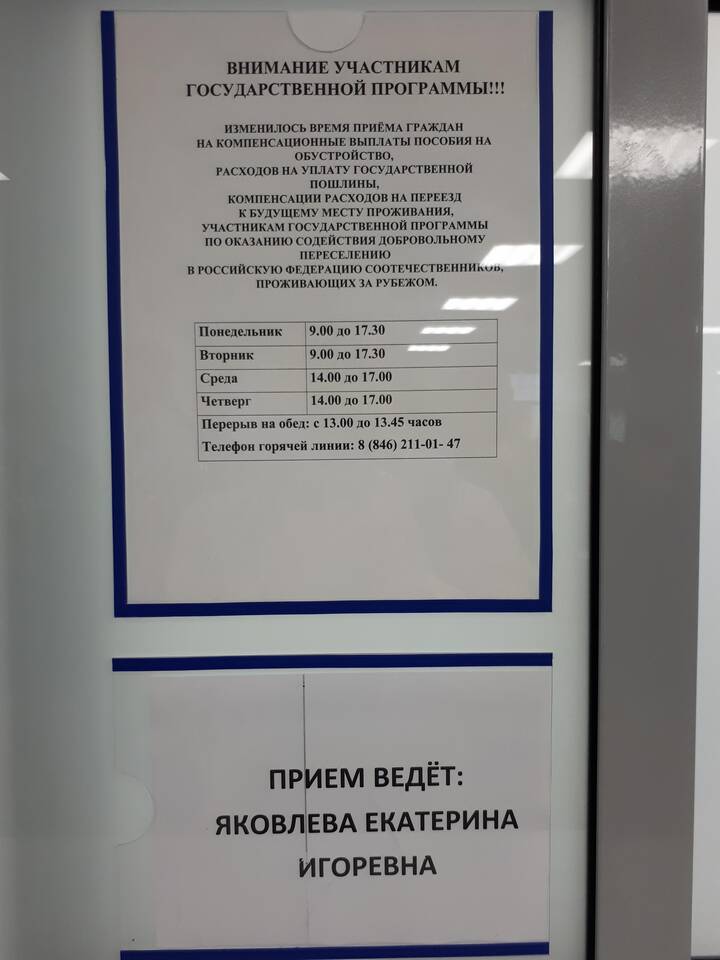 ВНИМАНИЕ УЧАСТНИКАМ
ГОСУДАРСТВЕННОЙ ПРОГРАММЫ!!!
ИЗМЕНИЛОСЬ ВРЕМЯ ПРИЁМА ГРАЖДАН
НА КОМПЕНСАЦИОННЫЕ ВЫПЛАТЫ ПОСОБИЯ НА
ОБУСТРОЙСТВО,
РАСХОДОВ НА УПЛАТУ ГОСУДАРСТВЕННОЙ
ПОШЛИНЫ,
КОМПЕНСАЦИИ РАСХОДОВ НА ПЕРЕЕЗД
К БУДУЩЕМУ МЕСТУ ПРОЖИВАНИЯ,
УЧАСТНИКАМ ГОСУДАРСТВЕННОЙ ПРОГРАММЫ
ПО ОКАЗАНИЮ СОДЕЙСТВИЯ ДОБРОВОЛЬНОМУ
ПЕРЕСЕЛЕНИЮ
В РОССИЙСКУЮ ФЕДЕРАЦИЮ СООТЕЧЕСТВЕННИКОВ,
ПРОЖИВАЮЩИХ ЗА РУБЕЖОМ.
Понедельник 9.00 до 17.30
Вторник 9.00 до 17.30
Среда 14.00 до 17.00
Четверг 14.00 до 17.00
Перерыв на обед: с 13.00 до 13.45 часов
Телефон горячей линии: 8 (846) 211-01- 47
ПРИЕМ ВЕДЁТ:
ЯКОВЛЕВА ЕКАТЕРИНА
ИГОРЕВНА